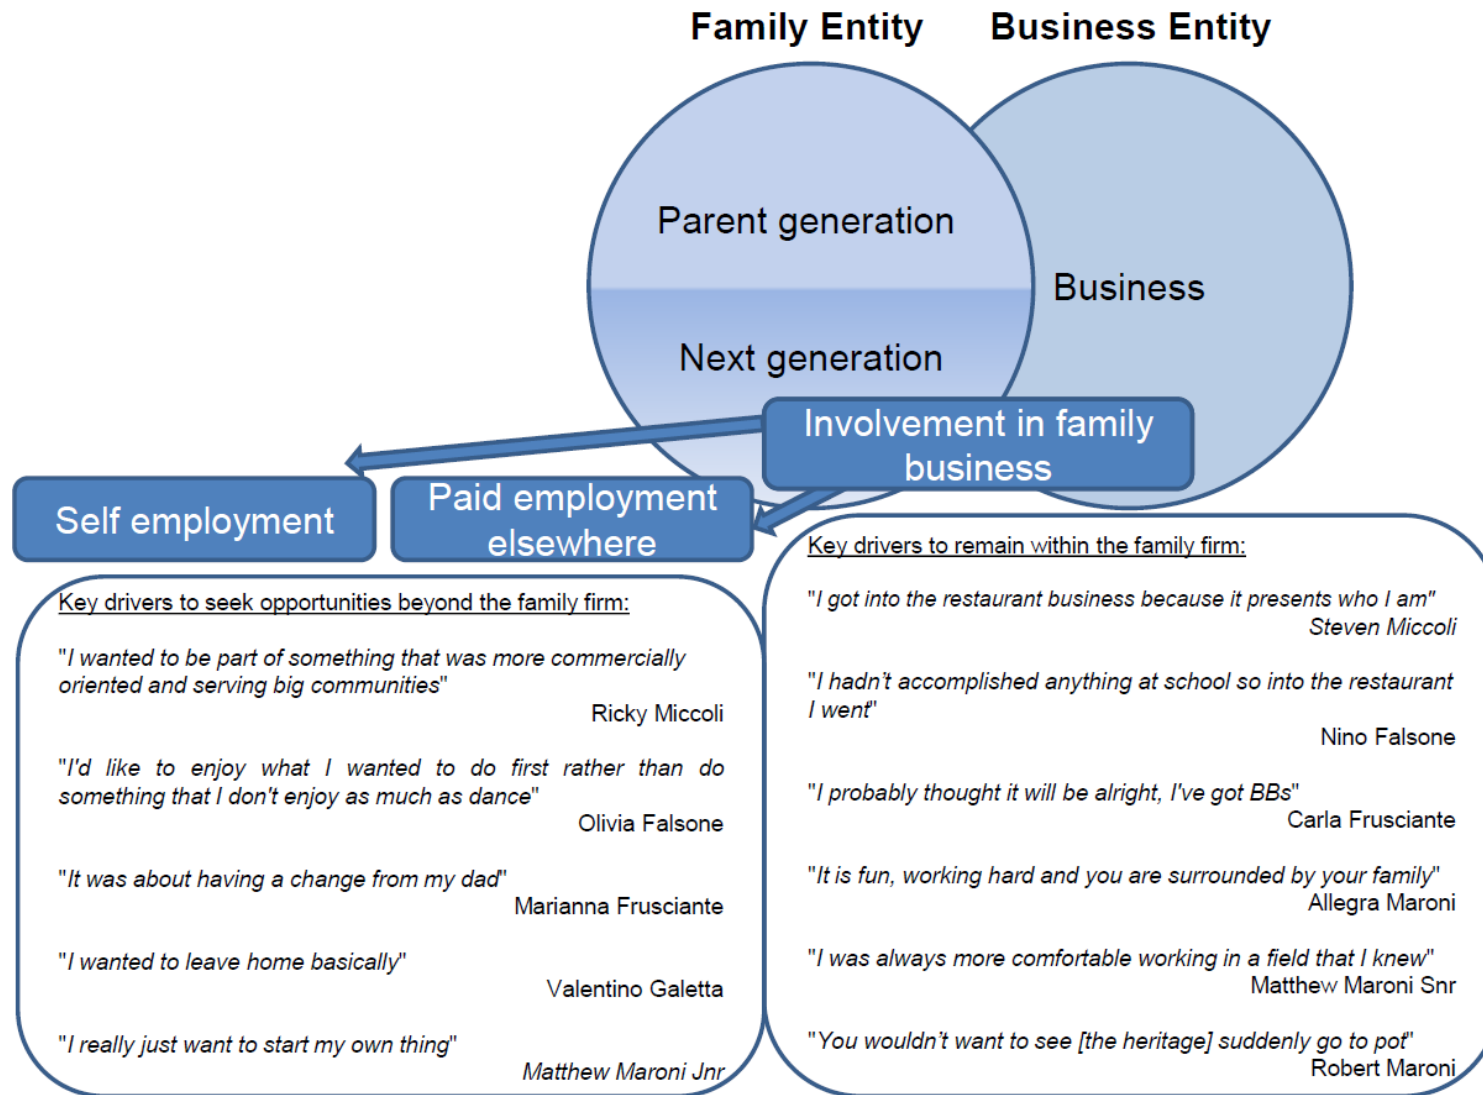 Family Entity
Business Entity
Parent generation
Business
Next generation
Involvement in family
business
Self employment
Paid employment
elsewhere
Key drivers to seek opportunities beyond the family firm:
"I wanted to be part of something that was more commercially
oriented and serving big communities"
Ricky Miccoli
"I'd like to enjoy what I wanted to do first rather than do
something that I don't enjoy as much as dance"
Olivia Falsone
"It was about having a change from my dad"
Marianna Frusciante
"I wanted to leave home basically"
Valentino Galetta
"I really just want to start my own thing"
Matthew Maroni Jnr
Key drivers to remain within the family firm:
"I got into the restaurant business because it presents who I am"
Steven Miccoli
"I hadn’t accomplished anything at school so into the restaurant
I went"
Nino Falsone
"I probably thought it will be alright, I've got BBs"
Carla Frusciante
"It is fun, working hard and you are surrounded by your family"
Allegra Maroni
"I was always more comfortable working in a field that I knew"
Matthew Maroni Snr
"You wouldn’t want to see [the heritage] suddenly go to pot"
Robert Maroni